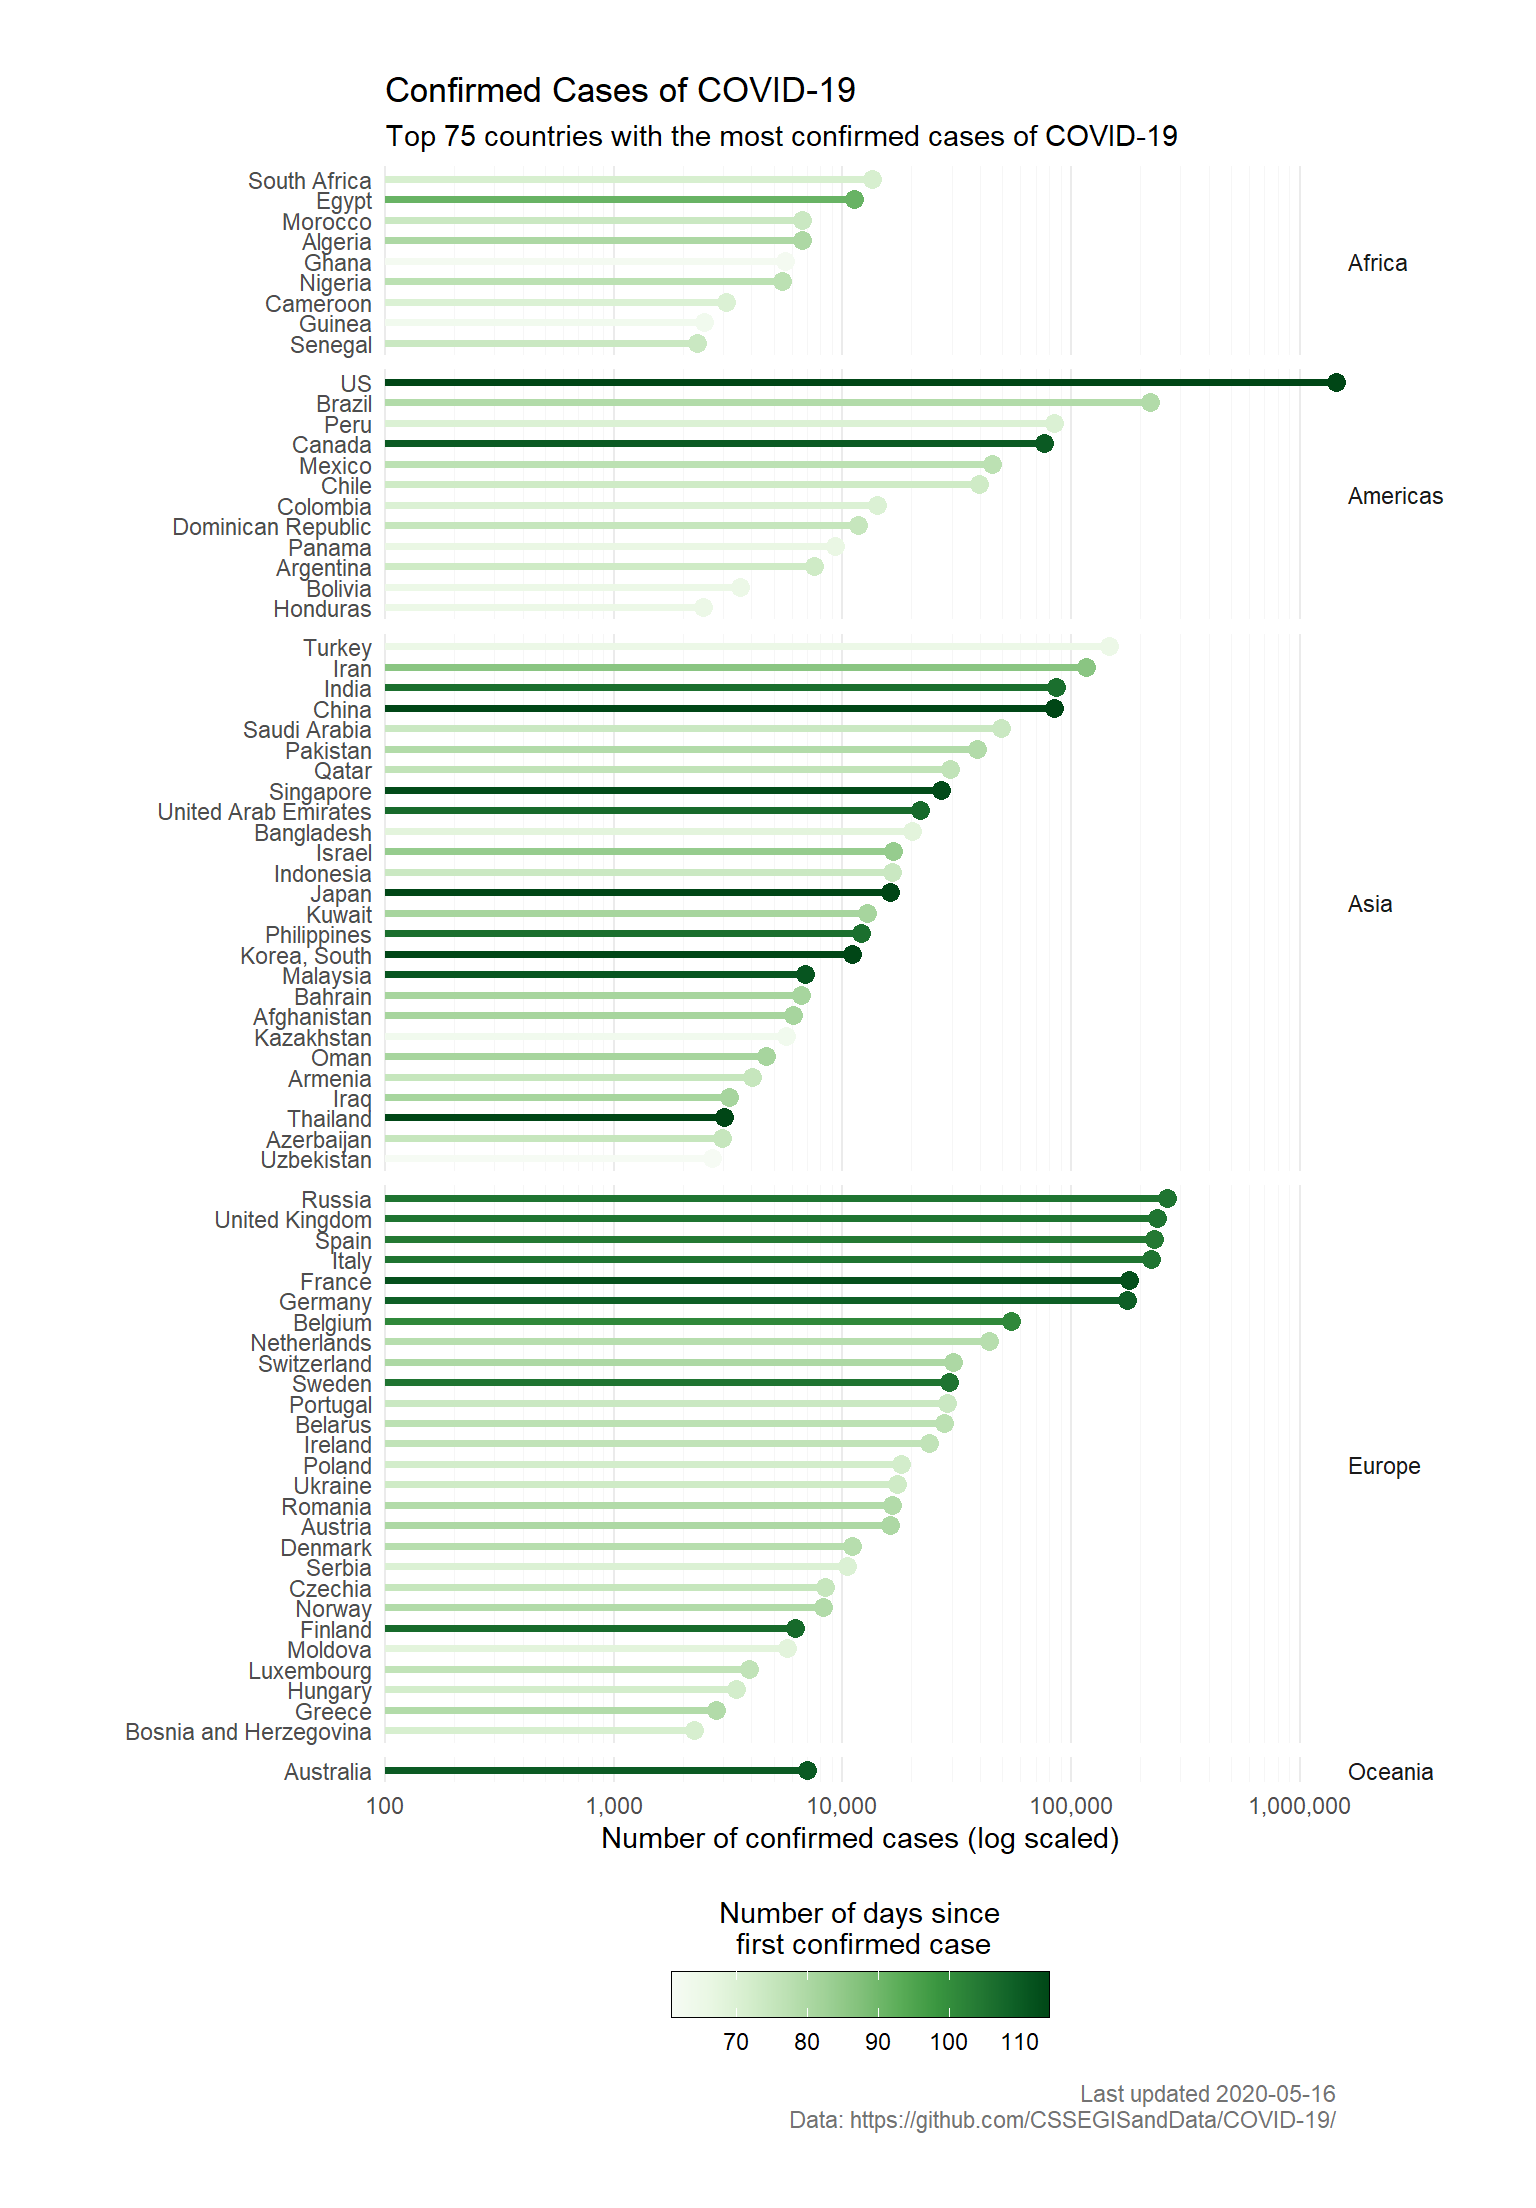 Confirmed Cases of COVID-19
Top 75 countries with the most confirmed cases of COVID-19
South Africa
Egypt
Morocco
Algeria
Ghana
Nigeria
Cameroon
Guinea
Senegal
Africa
US
Brazil
Peru
Canada
Mexico
Chile
Colombia
Dominican Republic
Panama
Argentina
Bolivia
Honduras
Americas
Turkey
Iran
India
China
Saudi Arabia
Pakistan
Qatar
Singapore
United Arab Emirates
Bangladesh
Israel
Indonesia
Japan
Kuwait
Philippines
Korea, South
Malaysia
Bahrain
Afghanistan
Kazakhstan
Oman
Armenia
Iraq
Thailand
Azerbaijan
Uzbekistan
Asia
Russia
United Kingdom
Spain
Italy
France
Germany
Belgium
Netherlands
Switzerland
Sweden
Portugal
Belarus
Ireland
Poland
Ukraine
Romania
Austria
Denmark
Serbia
Czechia
Norway
Finland
Moldova
Luxembourg
Hungary
Greece
Bosnia and Herzegovina
Europe
Australia
Oceania
100 1,000 10,000 100,000 1,000,000
Number of confirmed cases (log scaled)
Number of days since
first confirmed case
70 80 90 100 110
Last updated 2020-05-16
Data: https://github.com/CSSEGISandData/COVID-19/